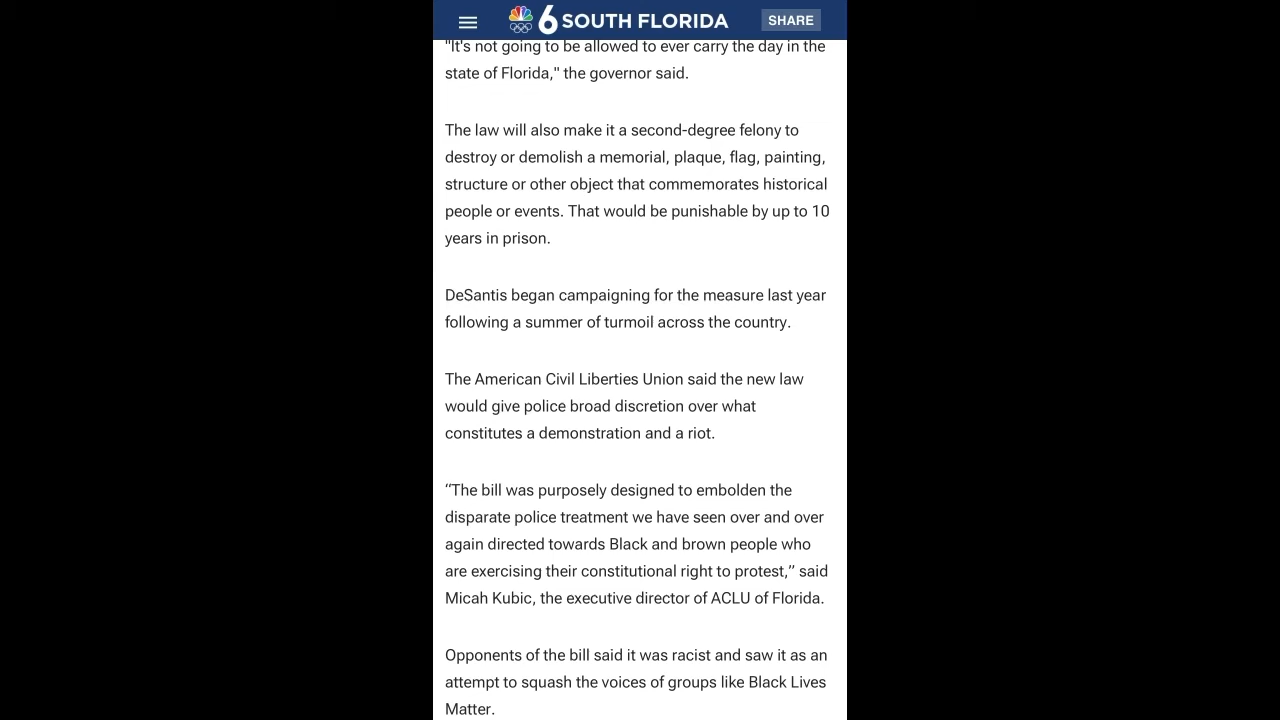 6 SOUTH FLORIDA
SHARE
"It's not going to be allowed to ever carry the day in the
state of Florida," the governor said.
The law will also make it a second-degree felony to
destroy or demolish a memorial, plaque, flag, painting,
structure or other object that commemorates historical
people or events. That would be punishable by up to 10
years in prison.
DeSantis began campaigning for the measure last year
following a summer of turmoil across the country.
The American Civil Liberties Union said the new law
would give police broad discretion over what
constitutes a demonstration and a riot.
“The bill was purposely designed to embolden the
disparate police treatment we have seen over and over
again directed towards Black and brown people who
are exercising their constitutional right to protest,” said
Micah Kubic, the executive director of ACLU of Florida.
Opponents of the bill said it was racist and saw it as an
attempt to squash the voices of groups like Black Lives
Matter.